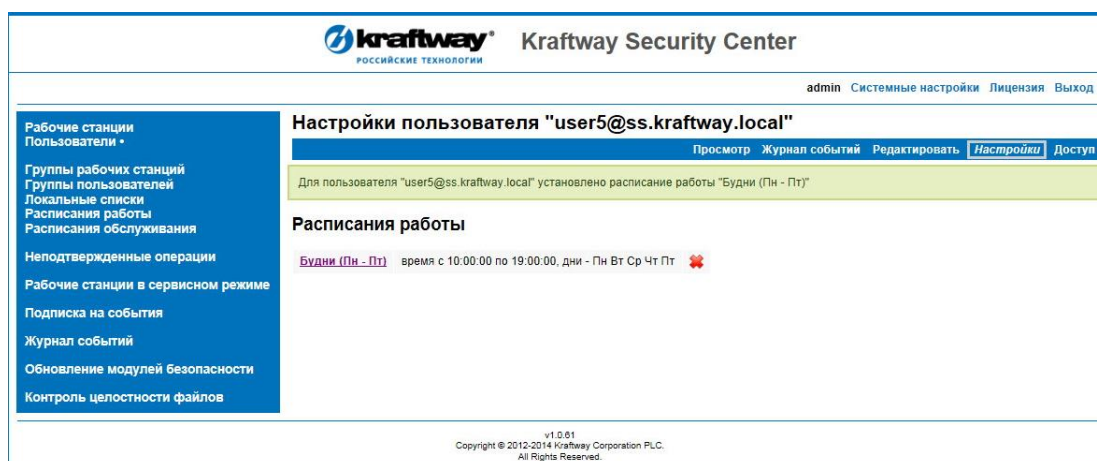 kraftway®
РОССИЙСКИЕ ТЕХНОЛОГИИ
Kraftway Security Center
admin Системные настройки Лицензия Выход
Рабочие станции
Пользователи •
Группы рабочих станций
Группы пользователей
Локальные списки
Расписания работы
Расписания обслуживания
Неподтвержденные операции
Рабочие станции в сервисном режиме
Подписка на события
Журнал событий
Обновление модулей безопасности
Контроль целостности файлов
Настройки пользователя "user5@ss.kraftway.local"
Просмотр Журнал событий Редактировать Настройки Доступ
Для пользователя "user5@ss.kraftway.local" установлено расписание работы "Будни (Пн - Пт)"
Расписания работы
Будни (Пн - Пт) время с 10:00:00 по 19:00:00, дни - Пн Вт Ср Чт Пт
v1.0.61
Copyright © 2012-2014 Kraftway Corporation PLC.
All Rights Reserved.